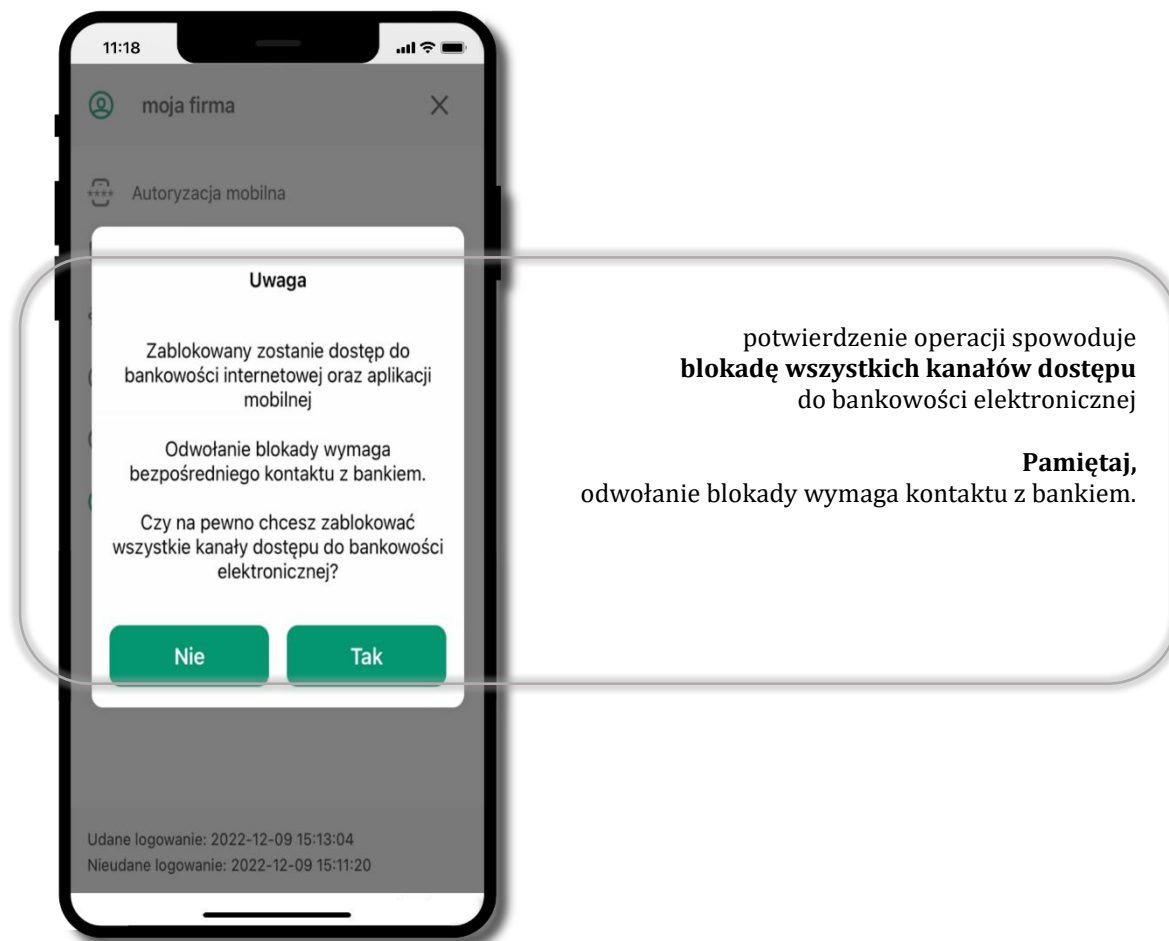 11:18
moja firma
Autoryzacja mobilna
Uwaga
Zablokowany zostanie dostęp do
bankowości internetowej oraz aplikacji
mobilnej
Odwołanie blokady wymaga
bezpośredniego kontaktu z bankiem.
Czy na pewno chcesz zablokować
wszystkie kanały dostępu do bankowości
elektronicznej?
Nie
Tak
Udane logowanie: 2022-12-09 15:13:04
Nieudane logowanie: 2022-12-09 15:11:20
potwierdzenie operacji spowoduje
blokadę wszystkich kanałów dostępu
do bankowości elektronicznej
Pamiętaj,
odwołanie blokady wymaga kontaktu z bankiem.